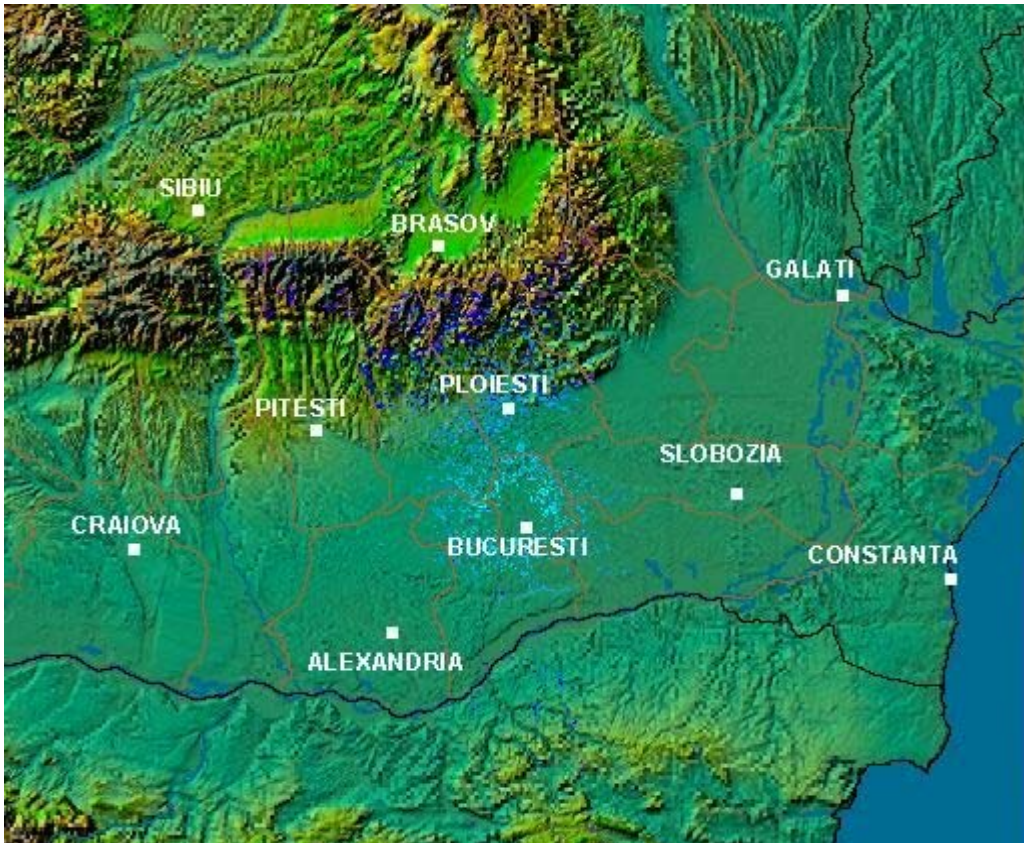 SIBIU
BRASOV
GALATI
PLOIESTI
PITESTI
SLOBOZIA
CRAIOVA
BUCURESTI
CONSTANTA
ALEXANDRIA